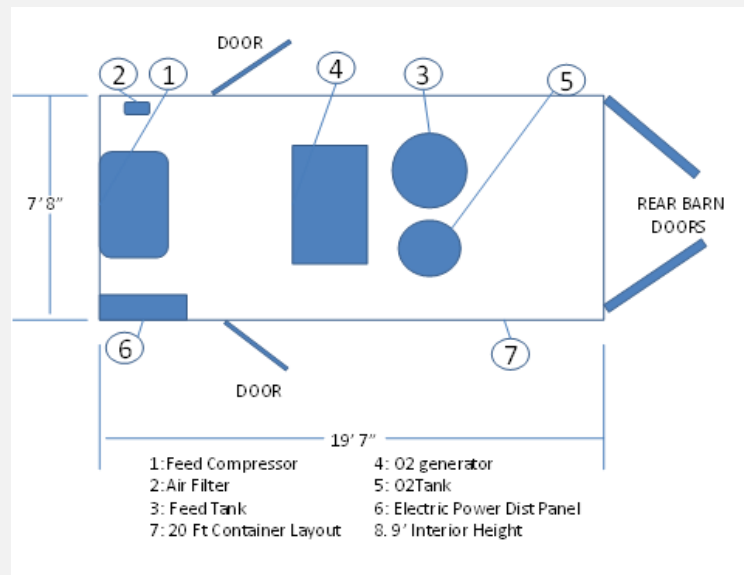 DOOR
2
1
4
3
5
7' 8"
REAR BARN
DOORS
6
7
DOOR
19' 7"
1: Feed Compressor
2: Air Filter
3: Feed Tank
7: 20 Ft Container Layout
4: O2 generator
5: O2Tank
6: Electric Power Dist Panel
8. 9' Interior Height